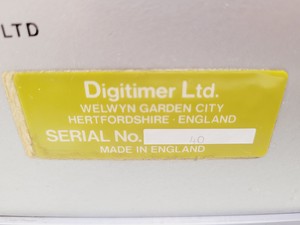 LTD
Digitimer Ltd.
WELWYN GARDEN CITY
HERTFORDSHIRE · ENGLAND
SERIAL No. 40
MADE IN ENGLAND